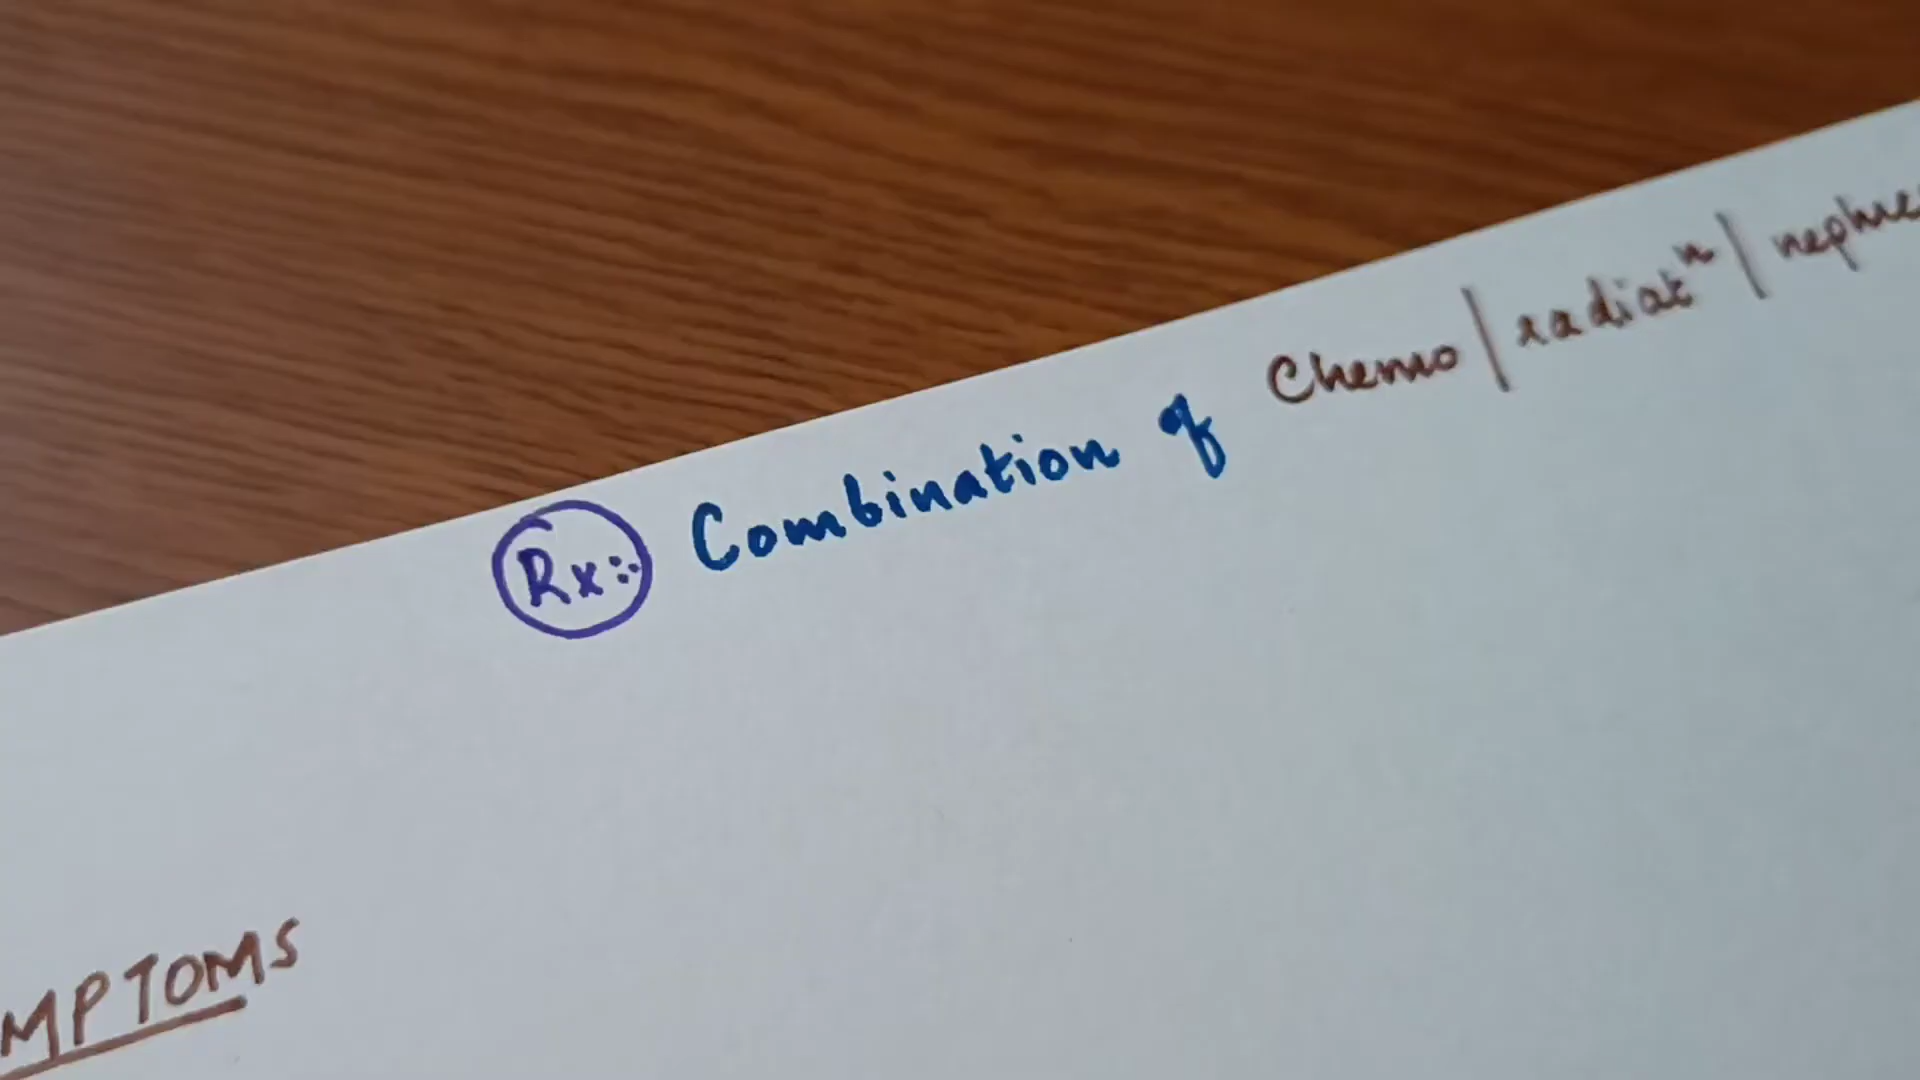 Rx:- Combination of Chemo/radiatⁿ/nephre
MPTOMS